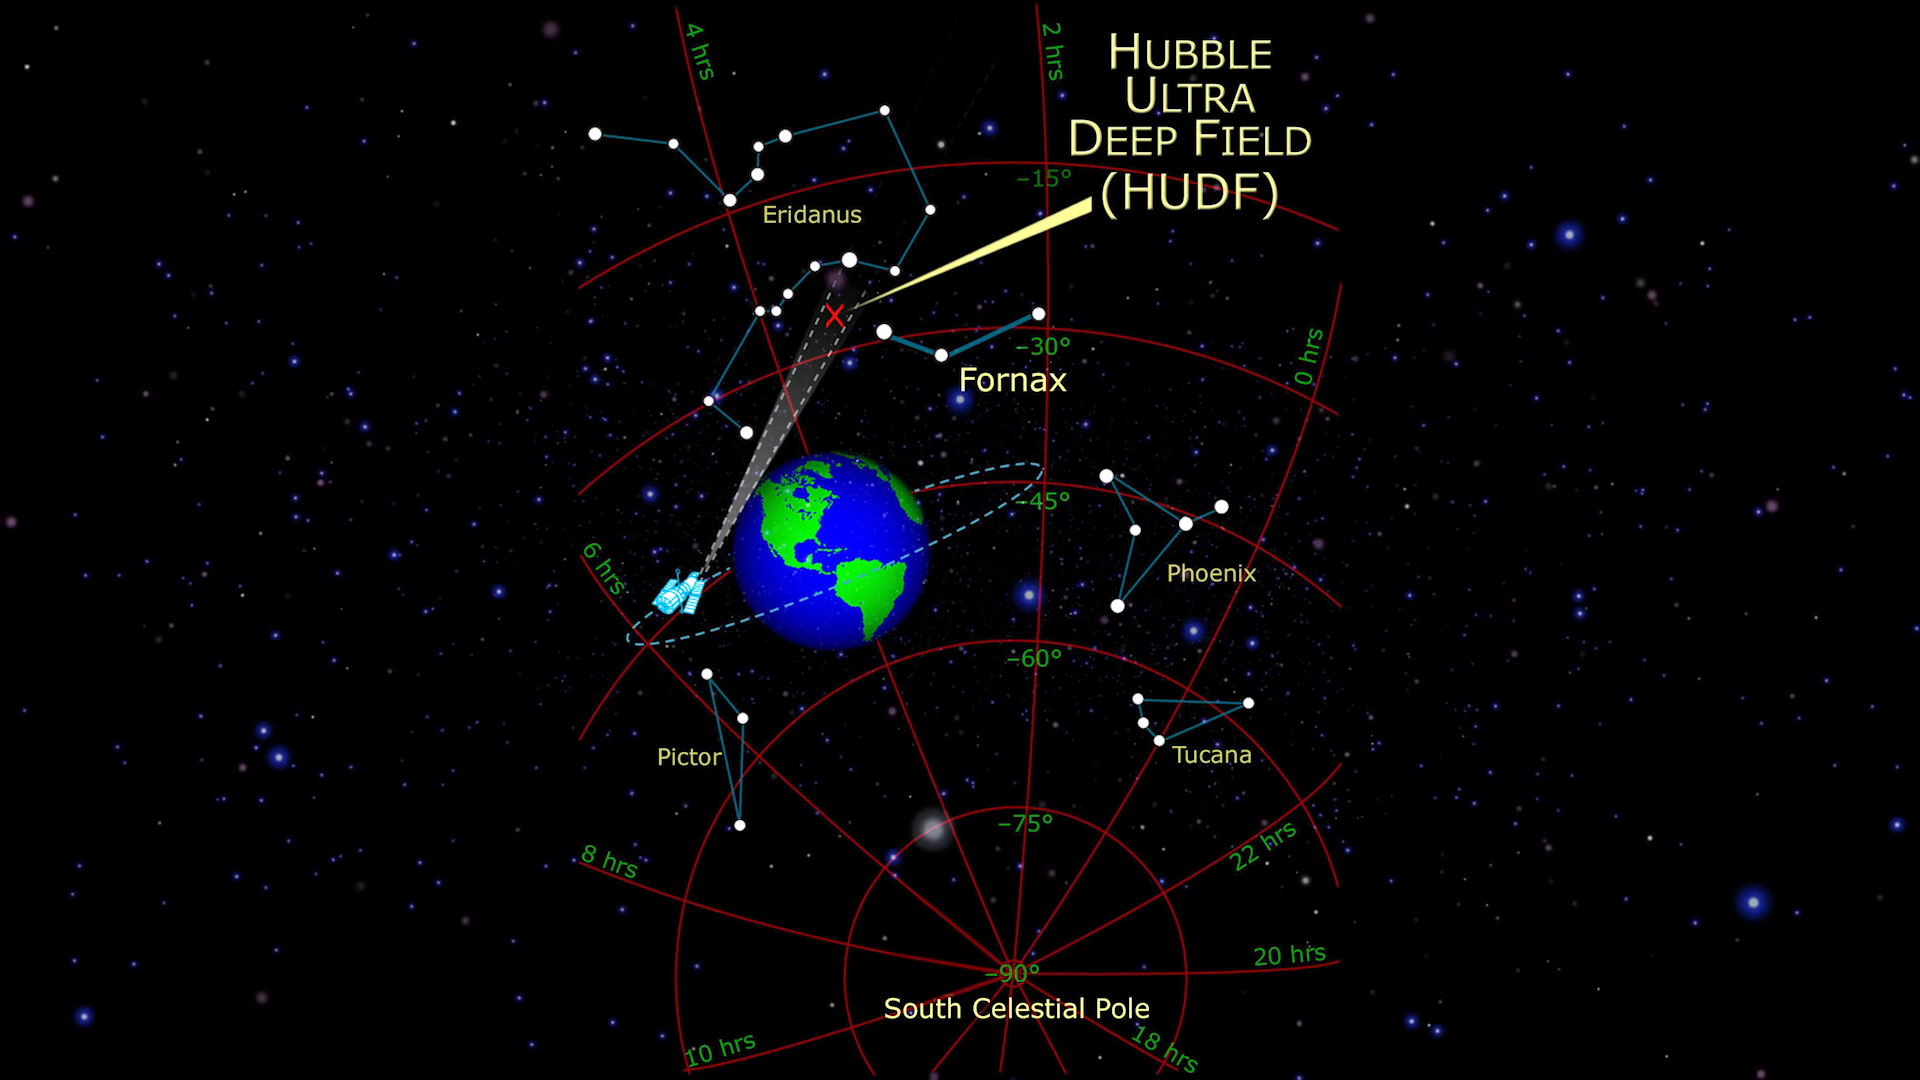 4 hrs
2 hrs
HUBBLE
ULTRA
DEEP FIELD
(HUDF)
–15°
Eridanus
–30°
0 hrs
Fornax
–45°
6 hrs
Phoenix
–60°
Pictor
Tucana
–75°
22 hrs
8 hrs
20 hrs
–90°
South Celestial Pole
10 hrs
18 hrs